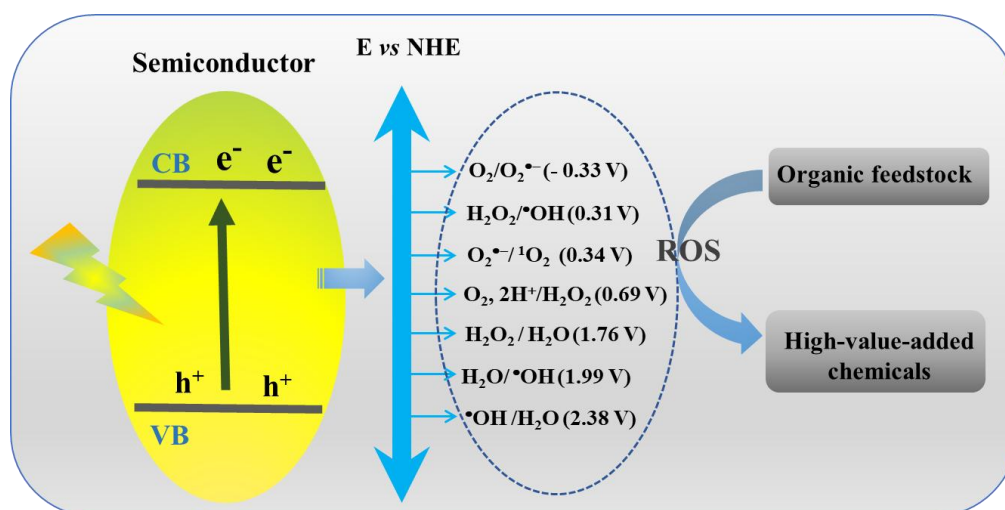 E vs NHE
Semiconductor
CB
e⁻ e⁻
h⁺ h⁺
VB
O₂/O₂•⁻ (- 0.33 V)
H₂O₂/•OH (0.31 V)
O₂•⁻/ ¹O₂ (0.34 V)
O₂, 2H⁺/H₂O₂ (0.69 V)
H₂O₂ / H₂O (1.76 V)
H₂O/•OH (1.99 V)
•OH /H₂O (2.38 V)
ROS
Organic feedstock
High-value-added
chemicals